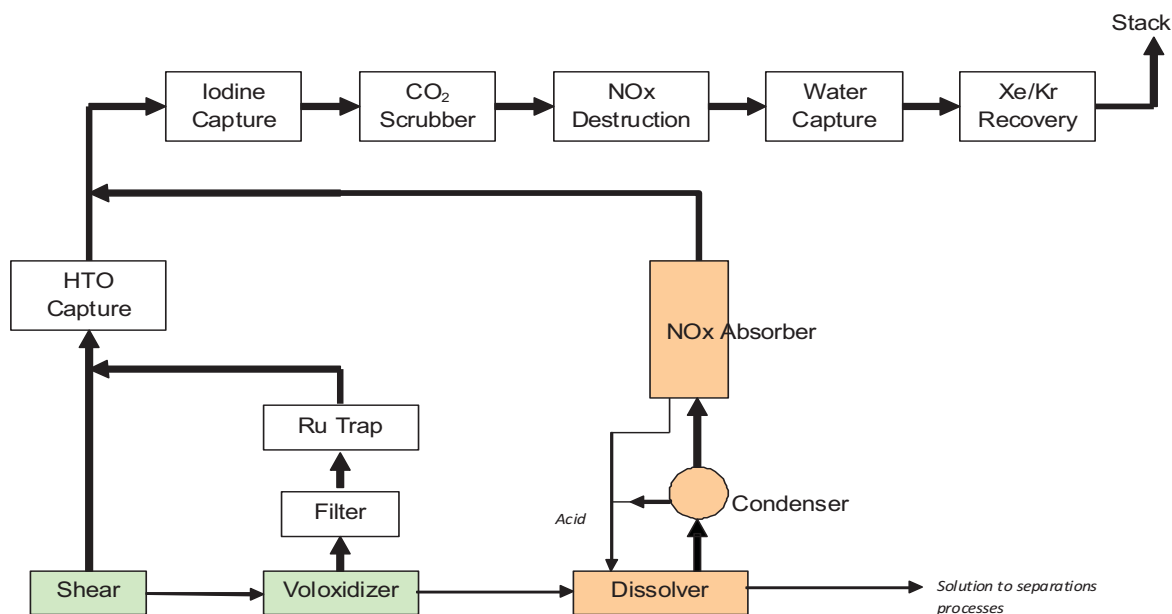 Stack
Iodine
Capture
CO₂
Scrubber
NOx
Destruction
Water
Capture
Xe/Kr
Recovery
HTO
Capture
NOx Absorber
Ru Trap
Filter
Condenser
Acid
Shear
Voloxidizer
Dissolver
Solution to separations
processes